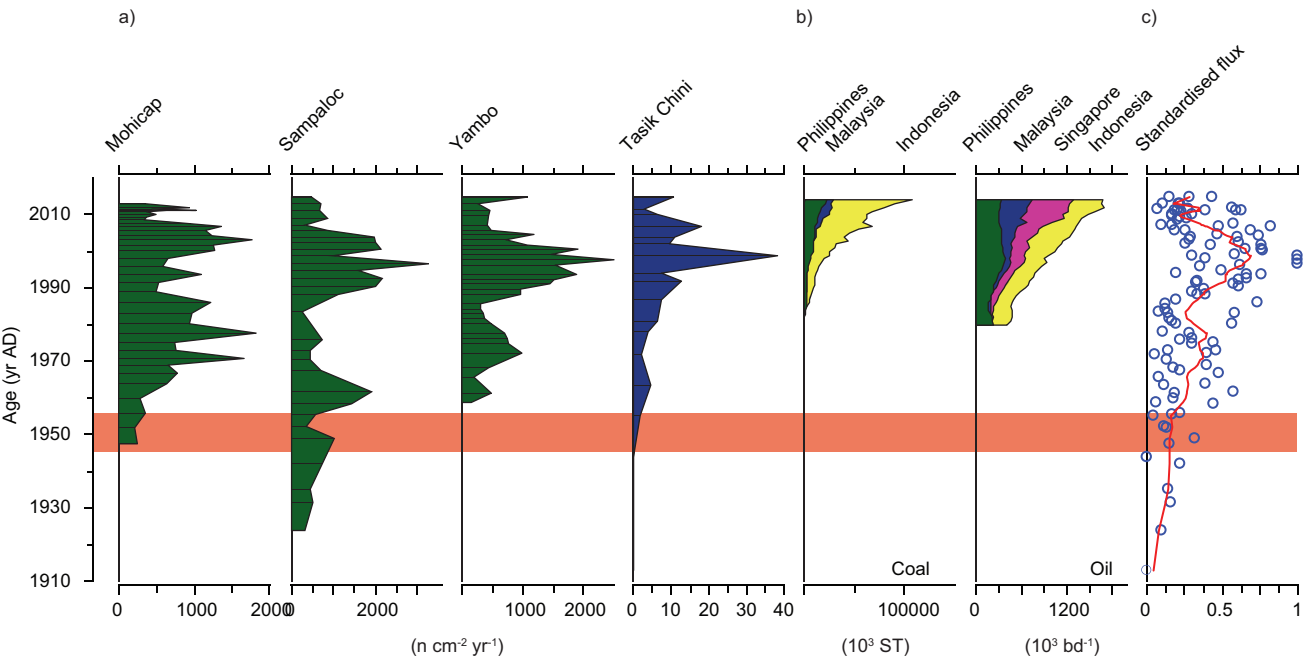 a)
b)
c)
Mohicap
Sampaloc
Yambo
Tasik Chini
Philippines
Malaysia
Indonesia
Philippines
Malaysia
Singapore
Indonesia
Standardised flux
Age (yr AD)
2010
1990
1970
1950
1930
1910
Coal
Oil
0 1000 2000
0 2000
0 1000 2000
0 10 20 30 40
0 100000
0 1200
0 0.5 1
(n cm-2 yr-1)
(10³ ST)
(10³ bd-1)